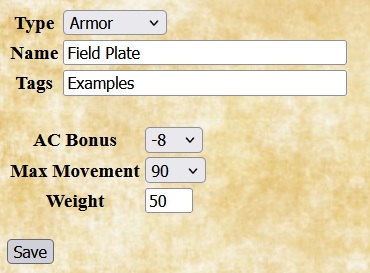 Type Armor
Name Field Plate
Tags Examples
AC Bonus -8
Max Movement 90
Weight 50
Save